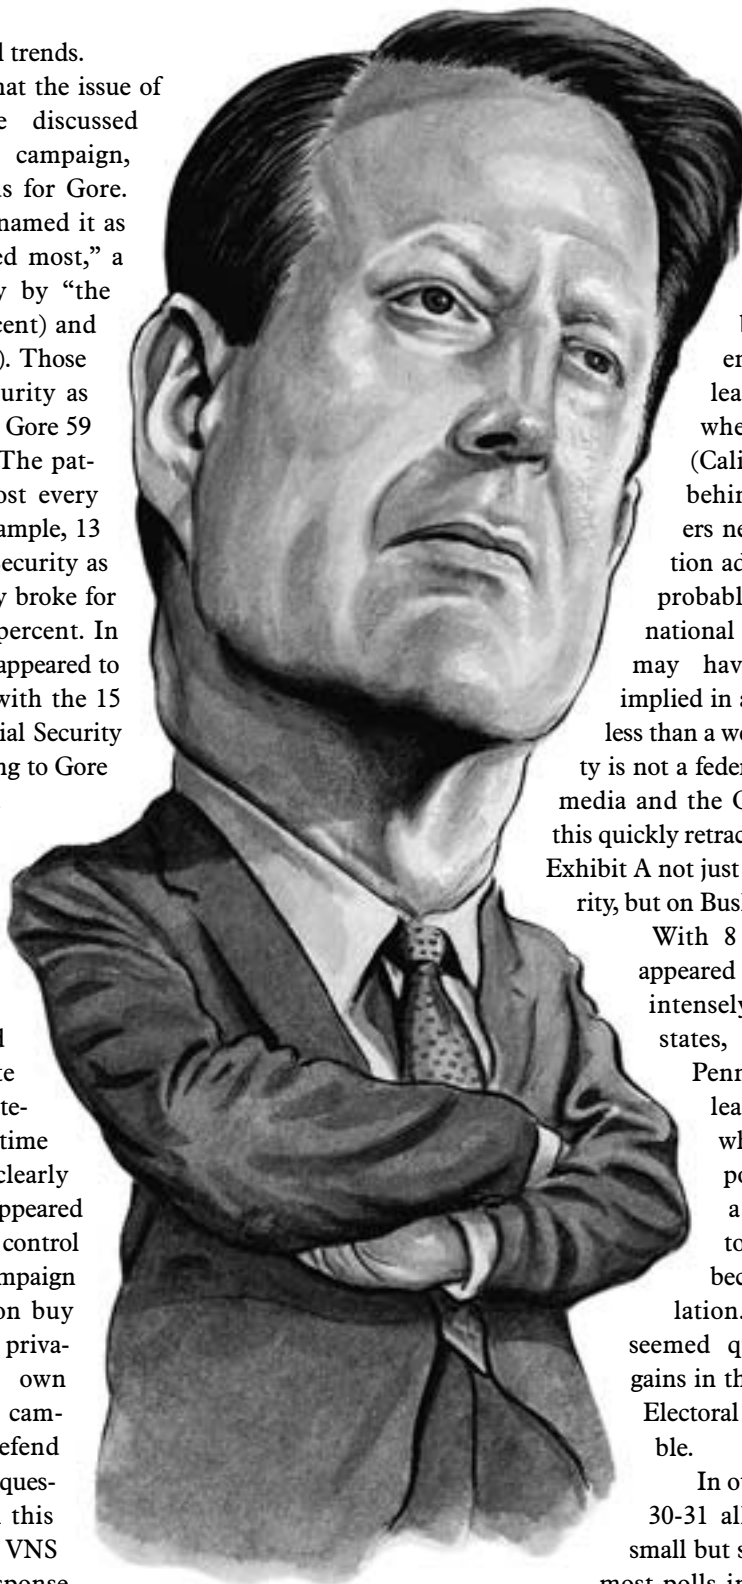 trends.
hat the issue of
discussed
campaign,
s for Gore.
named it as
ed most,” a
by “the
cent) and
). Those
urity as
Gore 59
The pat-
ost every
ample, 13
ecurity as
y broke for
percent. In
appeared to
with the 15
ial Security
ng to Gore
te
te-
time
clearly
ppeared
control
mpaign
on buy
priva-
own
cam-
efend
ques-
this
VNS
sponse
er
lea
whe
(Cali
behin
ers ne
tion ad
probabl
national
may hav
implied in a
less than a we
ty is not a feder
media and the
this quickly retrac
Exhibit A not just
rity, but on Bus
With 8
appeared
intensely
states,
Penn
lea
wh
po
a
to
bec
lation.
seemed q
gains in th
Electoral
ble.
In o
30-31 al
small but s
most polls i